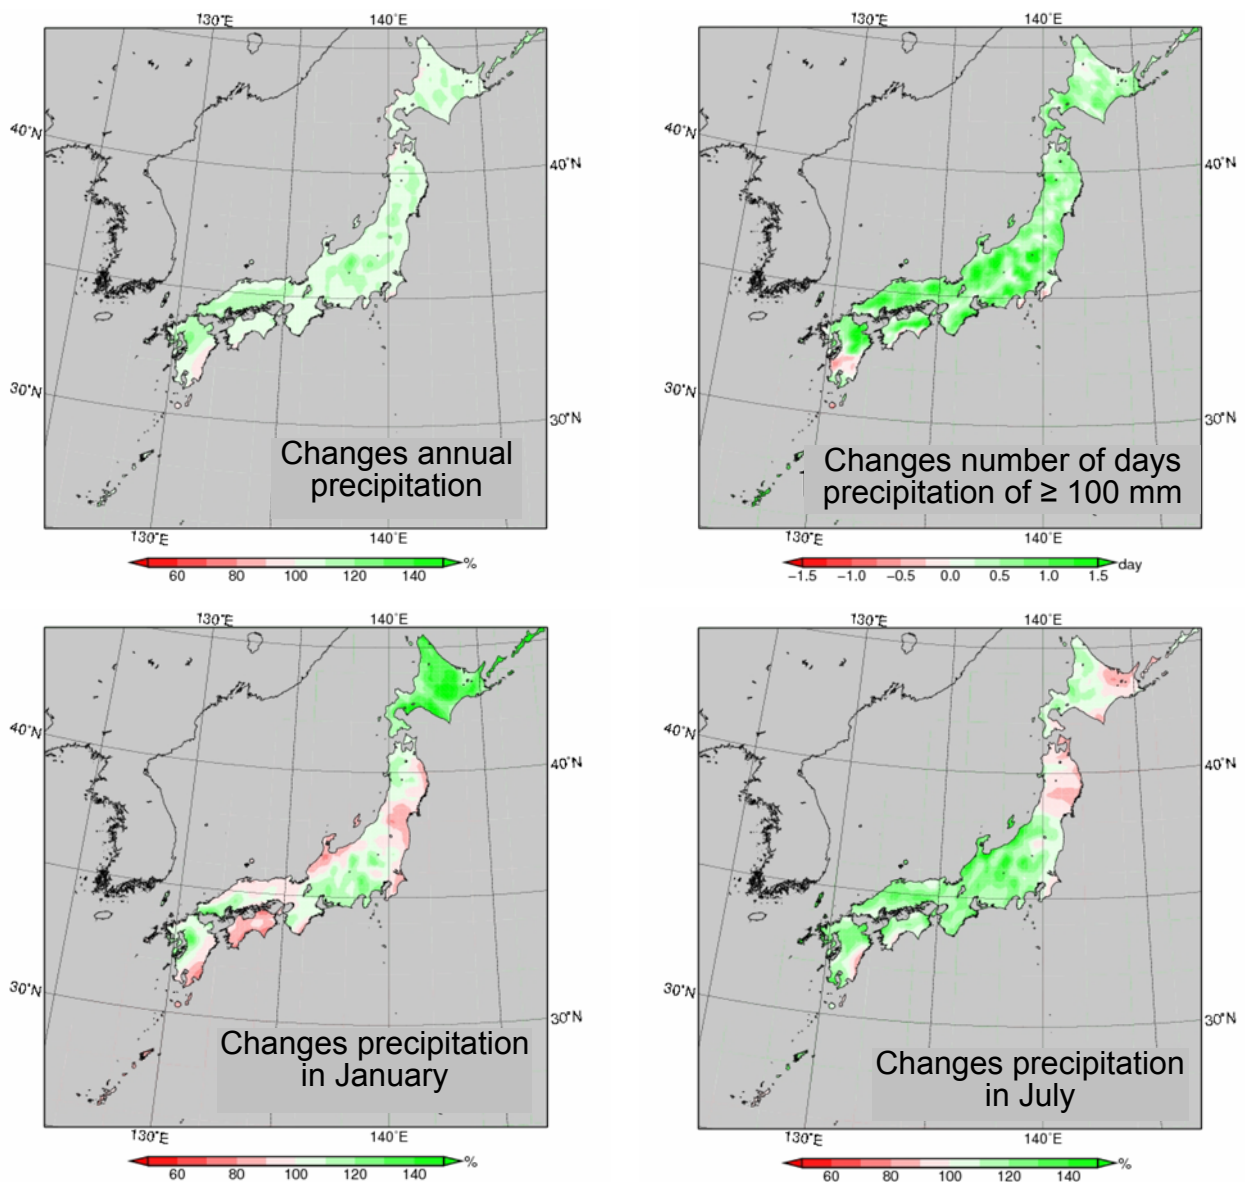 130°E 140°E
40°N
40°N
30°N
30°N
Changes annual
precipitation
130°E 140°E
60 80 100 120 140 %
130°E 140°E
40°N
40°N
30°N
30°N
Changes number of days
precipitation of ≥ 100 mm
130°E 140°E
−1.5 −1.0 −0.5 0.0 0.5 1.0 1.5 day
130°E 140°E
40°N
40°N
30°N
30°N
Changes precipitation
in January
130°E 140°E
60 80 100 120 140 %
130°E 140°E
40°N
40°N
30°N
30°N
Changes precipitation
in July
130°E 140°E
60 80 100 120 140 %